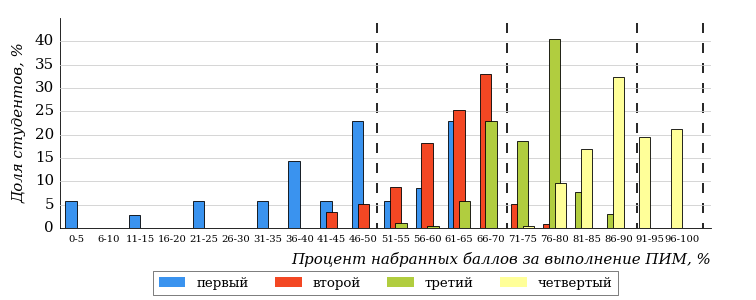 Доля студентов, %
40
35
30
25
20
15
10
5
0
0-5 6-10 11-15 16-20 21-25 26-30 31-35 36-40 41-45 46-50 51-55 56-60 61-65 66-70 71-75 76-80 81-85 86-90 91-95 96-100
Процент набранных баллов за выполнение ПИМ, %
первый второй третий четвертый